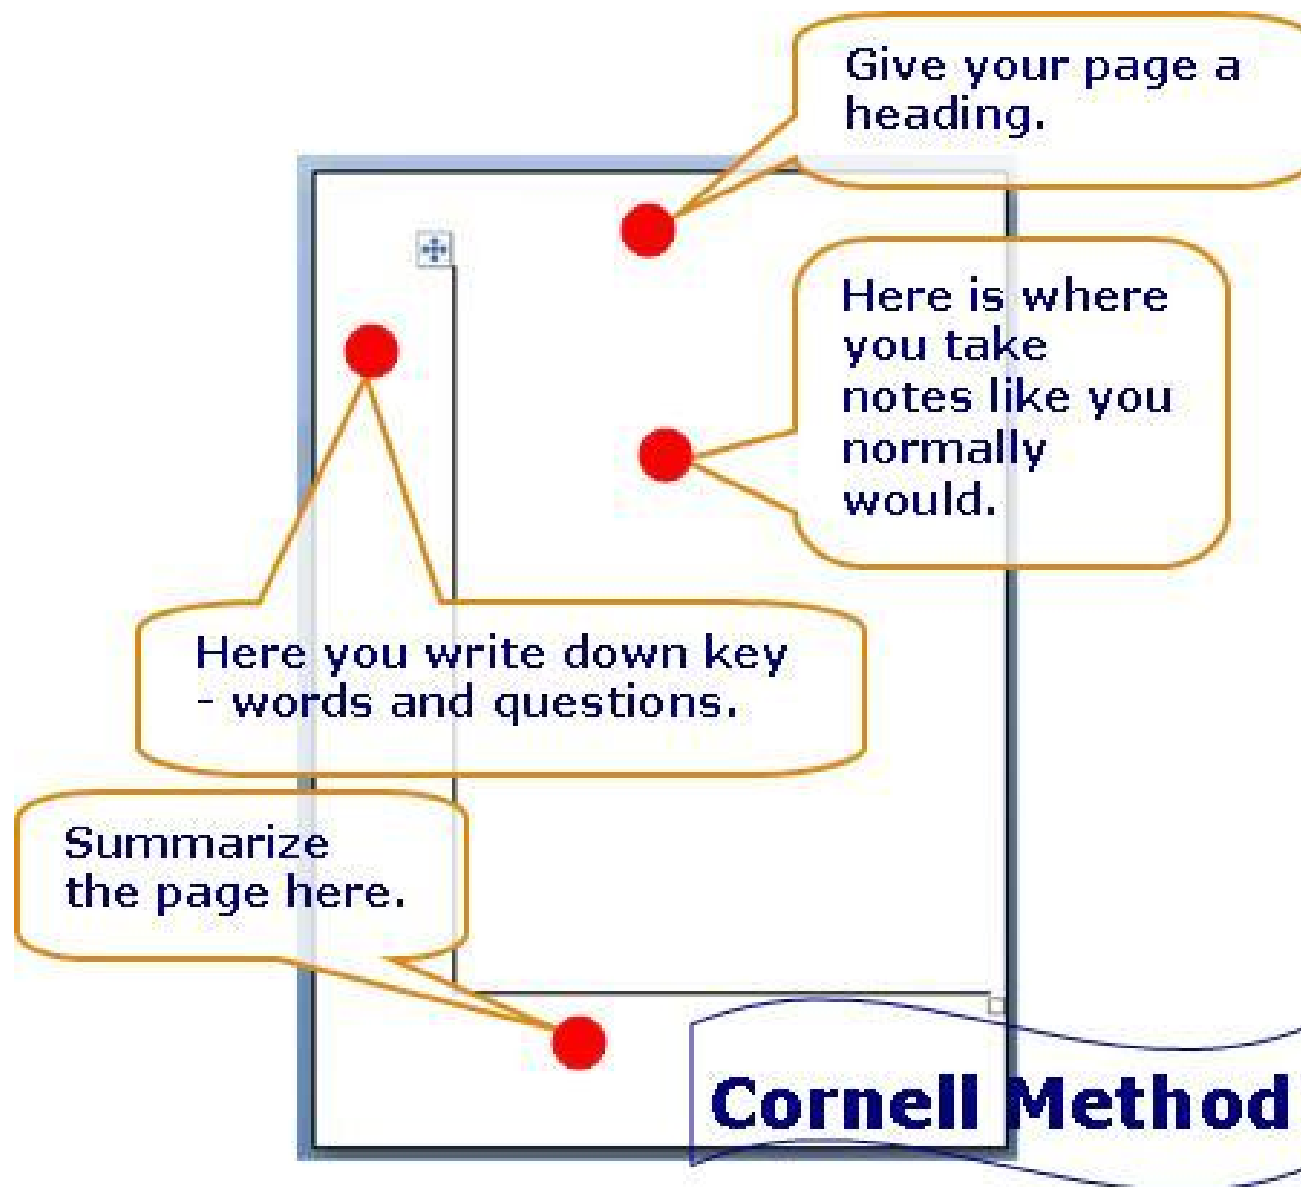 Give your page a
heading.
Here is where
you take
notes like you
normally
would.
Here you write down key
- words and questions.
Summarize
the page here.
Cornell Method